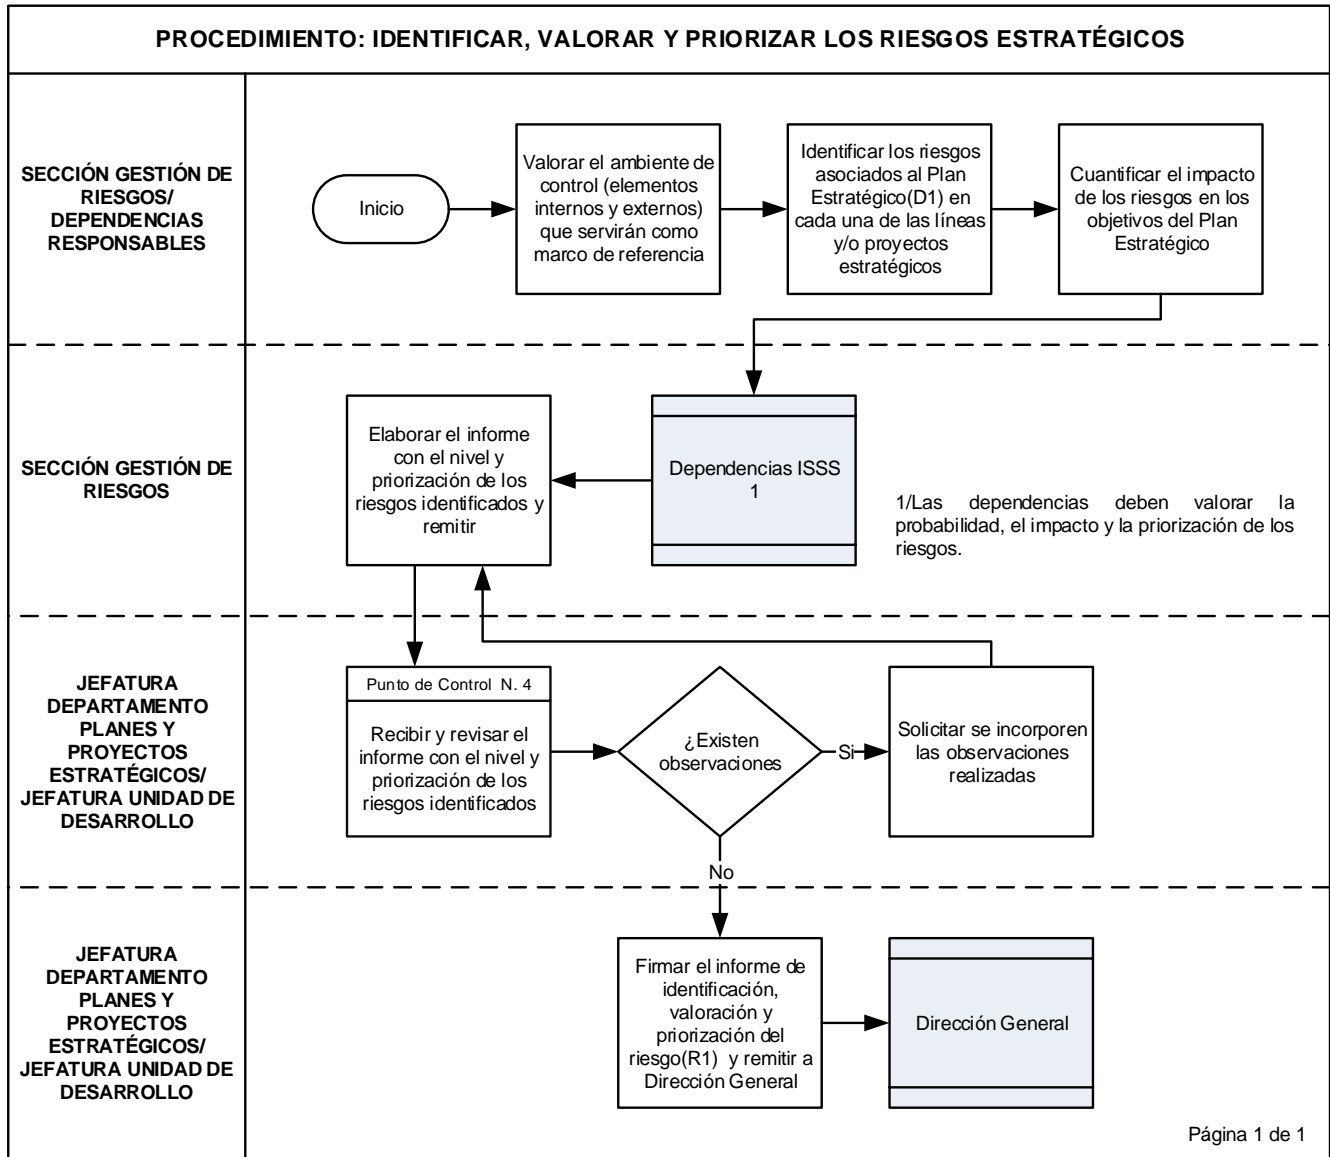 PROCEDIMIENTO: IDENTIFICAR, VALORAR Y PRIORIZAR LOS RIESGOS ESTRATÉGICOS
SECCIÓN GESTIÓN DE
RIESGOS/
DEPENDENCIAS
RESPONSABLES
Inicio
Valorar el ambiente de
control (elementos
internos y externos)
que servirán como
marco de referencia
Identificar los riesgos
asociados al Plan
Estratégico(D1) en
cada una de las líneas
y/o proyectos
estratégicos
Cuantificar el impacto
de los riesgos en los
objetivos del Plan
Estratégico
SECCIÓN GESTIÓN DE
RIESGOS
Elaborar el informe
con el nivel y
priorización de los
riesgos identificados y
remitir
Dependencias ISSS
1
1/Las dependencias deben valorar la
probabilidad, el impacto y la priorización de los
riesgos.
JEFATURA
DEPARTAMENTO
PLANES Y
PROYECTOS
ESTRATÉGICOS/
JEFATURA UNIDAD DE
DESARROLLO
Punto de Control N. 4
Recibir y revisar el
informe con el nivel y
priorización de los
riesgos identificados
¿Existen
observaciones
Si
Solicitar se incorporen
las observaciones
realizadas
No
JEFATURA
DEPARTAMENTO
PLANES Y
PROYECTOS
ESTRATÉGICOS/
JEFATURA UNIDAD DE
DESARROLLO
Firmar el informe de
identificación,
valoración y
priorización del
riesgo(R1) y remitir a
Dirección General
Dirección General
Página 1 de 1